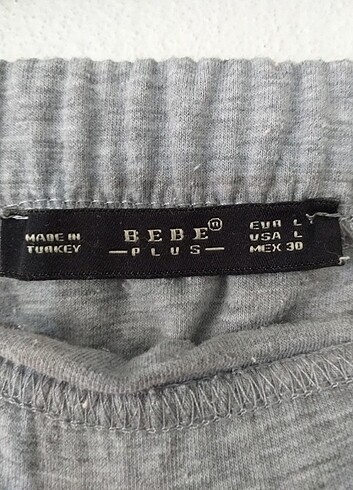 MADE IN
TURKEY
BEBE
PLUS
EUR L
USA L
MEX 30